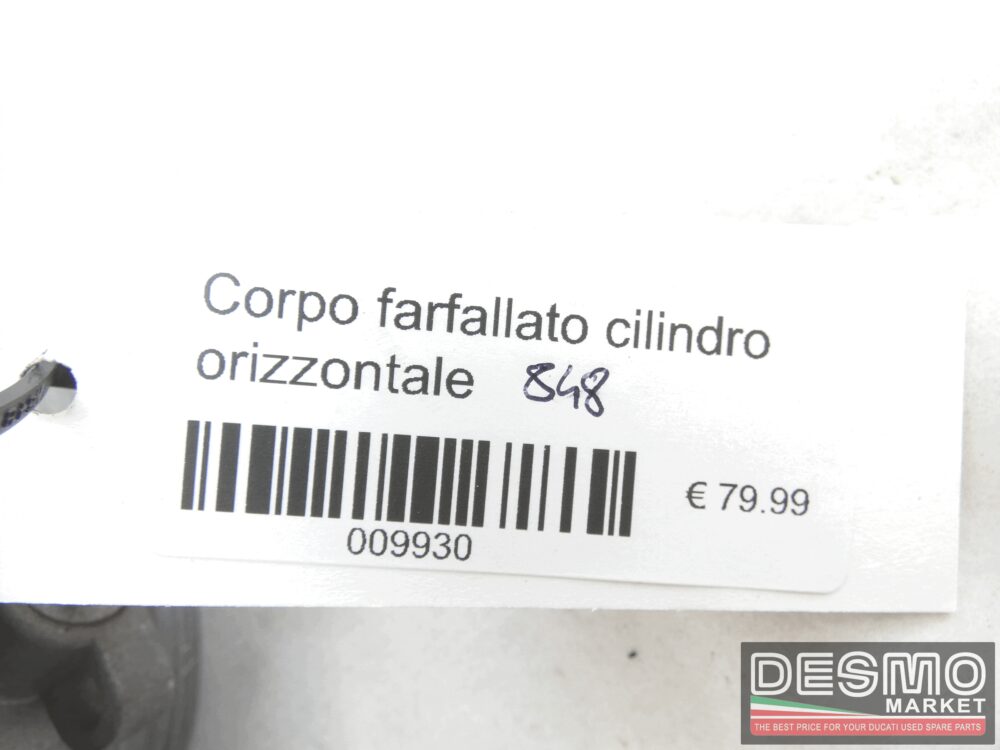 Corpo farfallato cilindro
orizzontale 848
€ 79.99
009930
DESMO
MARKET
THE BEST PRICE FOR YOUR DUCATI USED SPARE PARTS